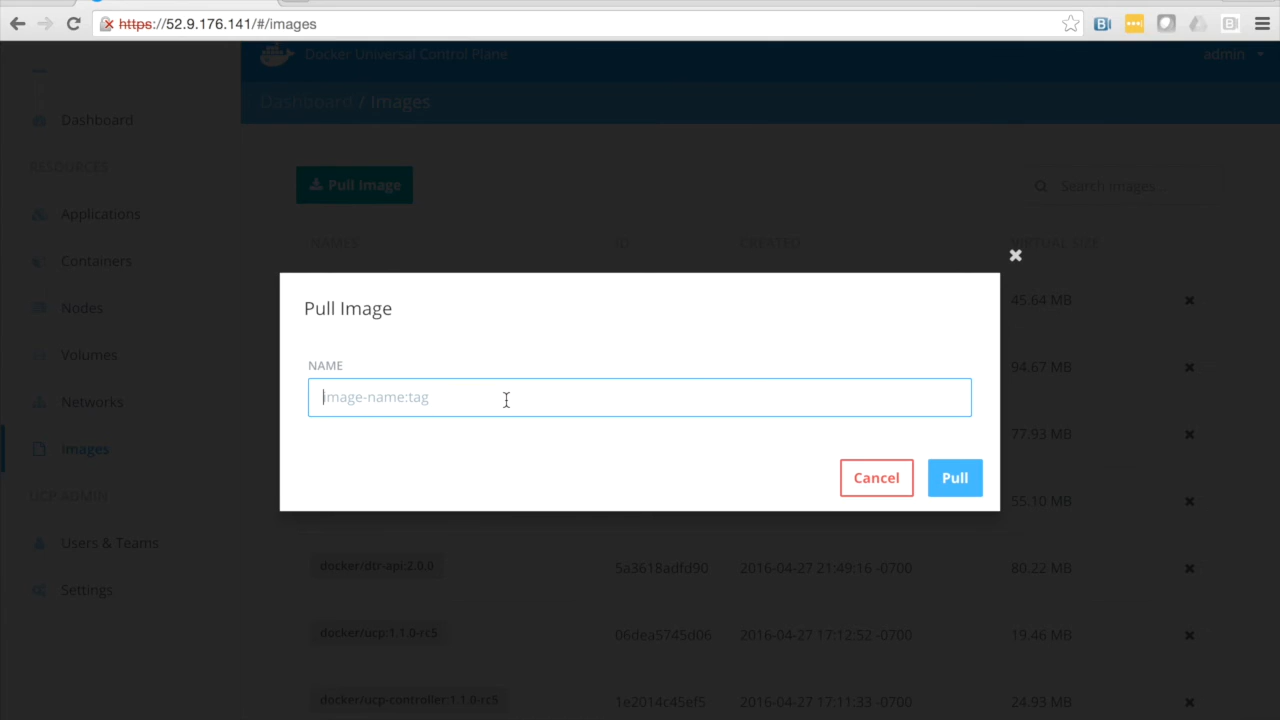 https://52.9.176.141/#/images
Docker Universal Control Plane
admin
Dashboard / Images
Dashboard
RESOURCES
Applications
Containers
Nodes
Volumes
Networks
Images
UCP ADMIN
Users & Teams
Settings
Pull Image
Search images...
NAMES ID CREATED VIRTUAL SIZE
45.64 MB
94.67 MB
77.93 MB
55.10 MB
Pull Image
NAME
image-name:tag
Cancel Pull
docker/dtr-api:2.0.0 5a3618adfd90 2016-04-27 21:49:16 -0700 80.22 MB
docker/ucp:1.1.0-rc5 06dea5745d06 2016-04-27 17:12:52 -0700 19.46 MB
docker/ucp-controller:1.1.0-rc5 1e2014c45ef5 2016-04-27 17:11:33 -0700 24.93 MB